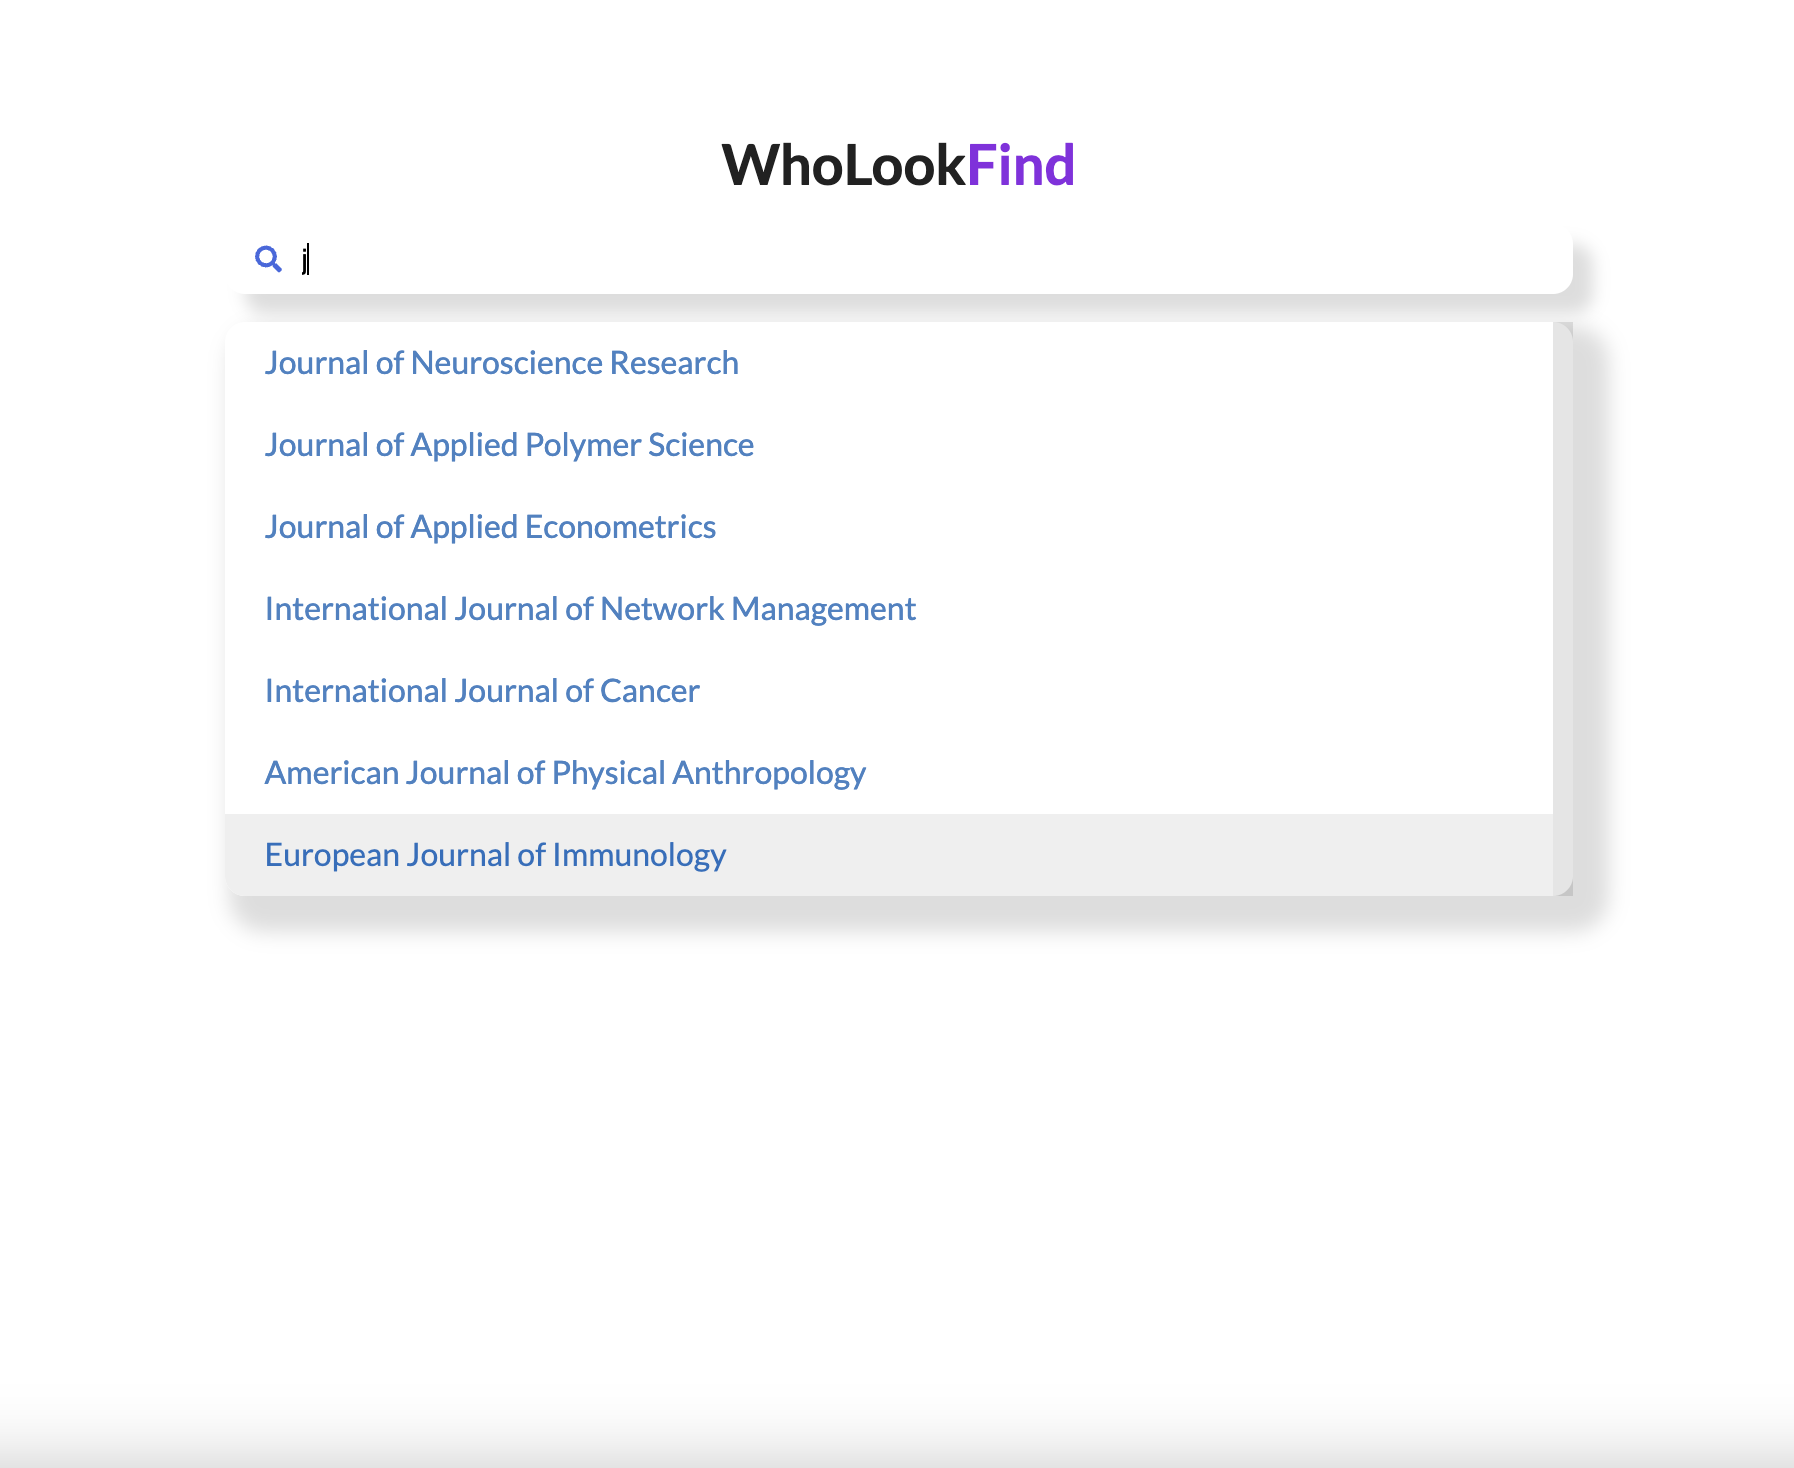 WhoLookFind
j
Journal of Neuroscience Research
Journal of Applied Polymer Science
Journal of Applied Econometrics
International Journal of Network Management
International Journal of Cancer
American Journal of Physical Anthropology
European Journal of Immunology